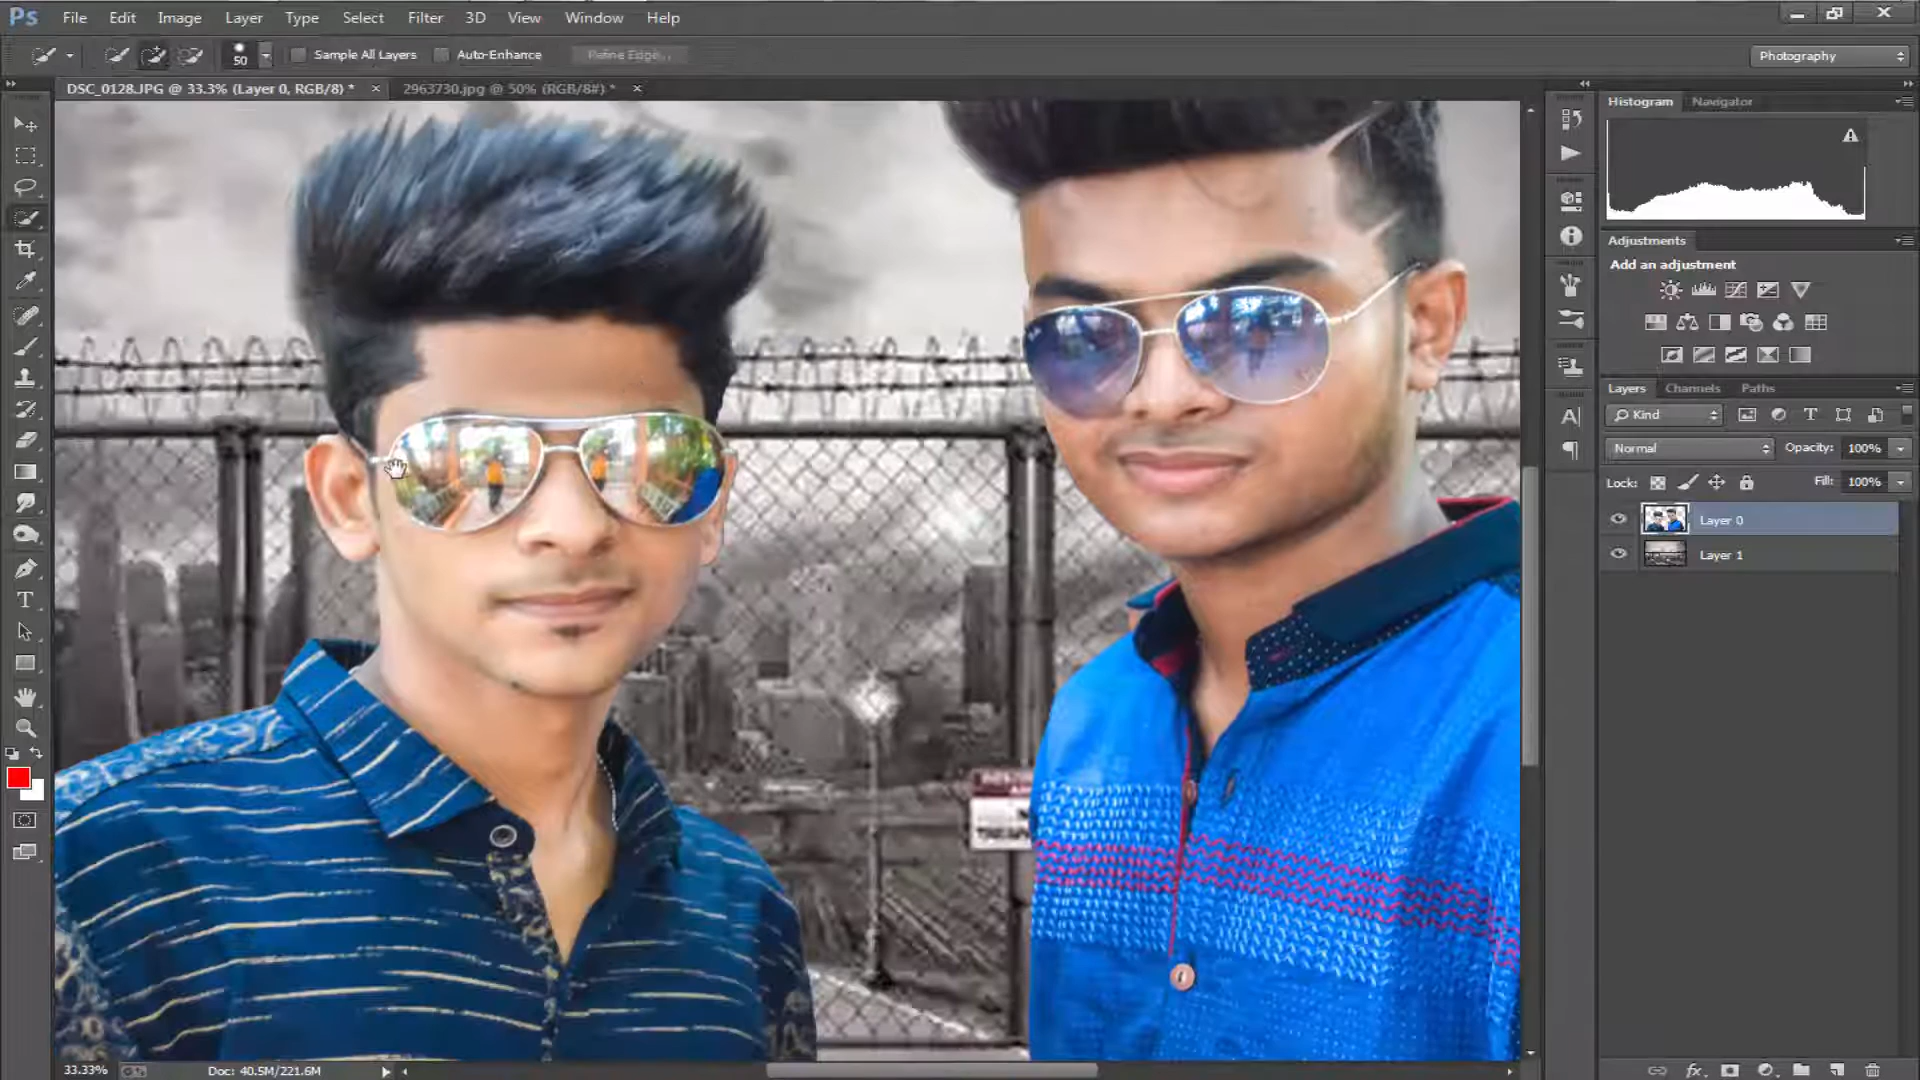 Ps File Edit Image Layer Type Select Filter 3D View Window Help
50 Sample All Layers Auto-Enhance Refine Edge... Photography
DSC_0128.JPG @ 33.3% (Layer 0, RGB/8) * × 2963730.jpg @ 50% (RGB/8#) * ×
Histogram Navigator
Adjustments
Add an adjustment
Layers Channels Paths
Kind
Normal Opacity: 100%
Lock: Fill: 100%
Layer 0
Layer 1
33.33% Doc: 40.5M/221.6M